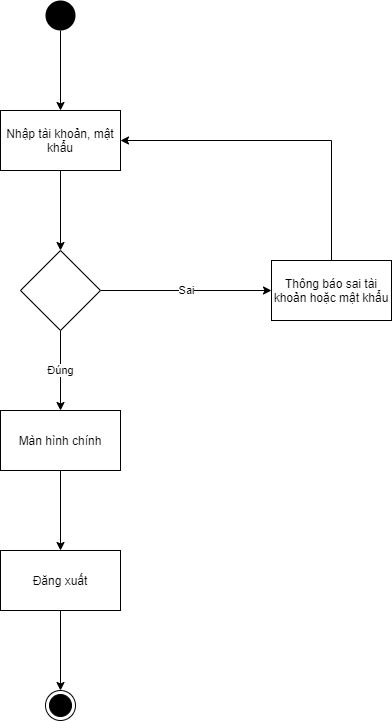 Nhập tài khoản, mật
khẩu
Sai
Thông báo sai tài
khoản hoặc mật khẩu
Đúng
Màn hình chính
Đăng xuất